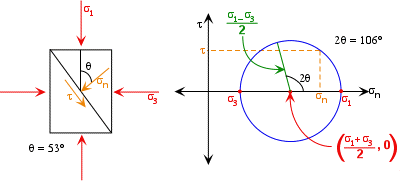 σ₁
θ
σₙ
τ
σ₃
θ = 53°
τ
σ₁–σ₃
2
2θ = 106°
τ
2θ
σ₃
σₙ
σ₁
σₙ
(σ₁+σ₃
2 , 0)